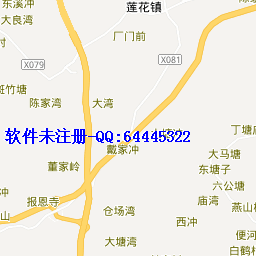 东溪冲
莲花镇
大良湾
厂门前
X079
X081
斑竹塘
陈家湾
大湾
软件未注册-QQ:64445322
丁塘
戴家冲
大马塘
董家岭
东塘子
六公塘
报恩寺
庙湾
燕山
仓场湾
西冲
大塘湾
便河
白鹤